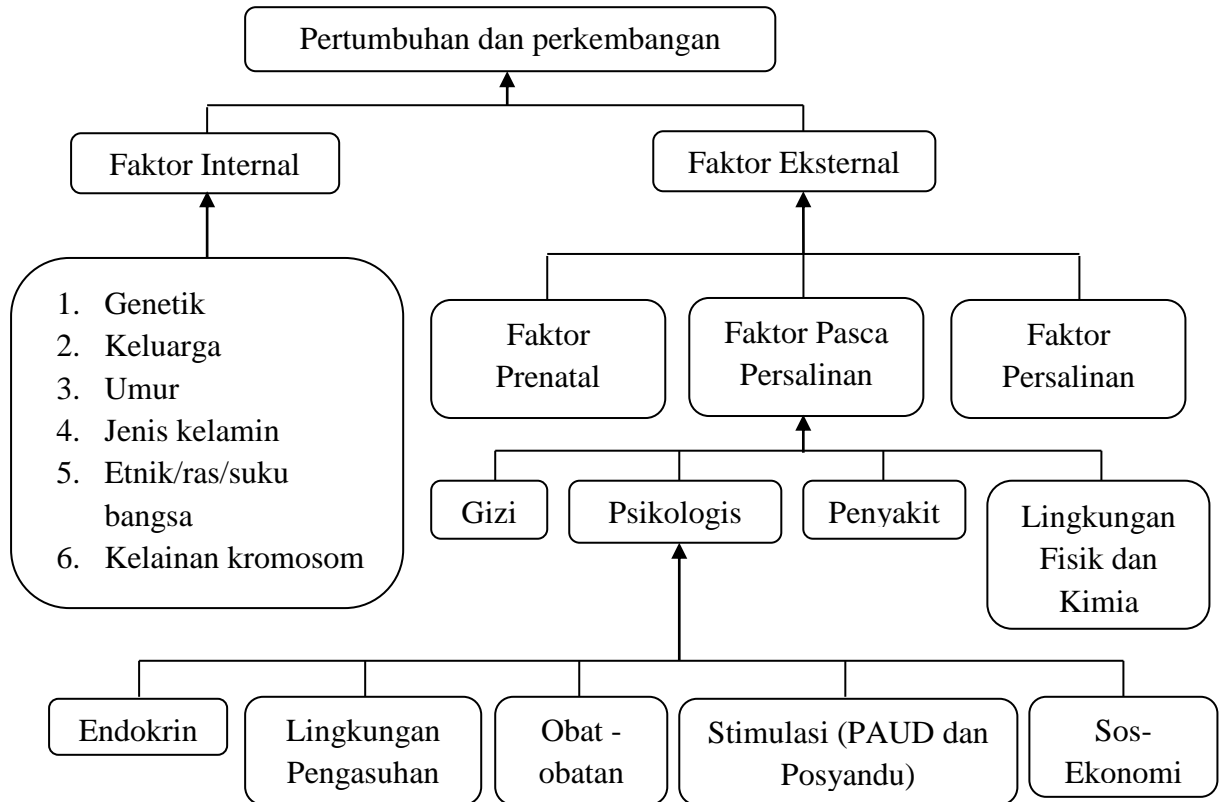 Pertumbuhan dan perkembangan
Faktor Internal
Faktor Eksternal
1. Genetik
2. Keluarga
3. Umur
4. Jenis kelamin
5. Etnik/ras/suku
bangsa
6. Kelainan kromosom
Faktor
Prenatal
Faktor Pasca
Persalinan
Faktor
Persalinan
Gizi
Psikologis
Penyakit
Lingkungan
Fisik dan
Kimia
Endokrin
Lingkungan
Pengasuhan
Obat -
obatan
Stimulasi (PAUD dan
Posyandu)
Sos-
Ekonomi